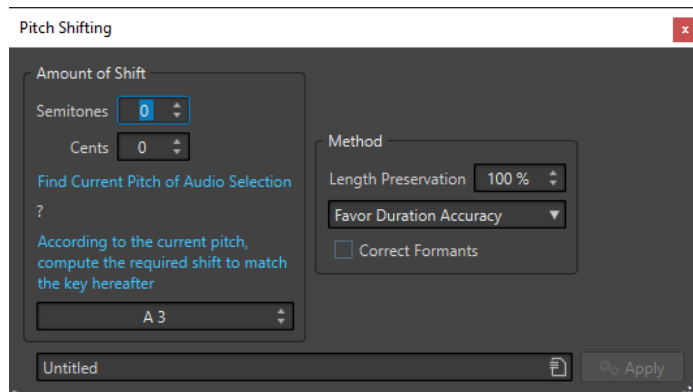 Pitch Shifting
x
Amount of Shift
Semitones 0
Cents 0
Find Current Pitch of Audio Selection
?
According to the current pitch,
compute the required shift to match
the key hereafter
A 3
Method
Length Preservation 100 %
Favor Duration Accuracy
Correct Formants
Untitled
Apply